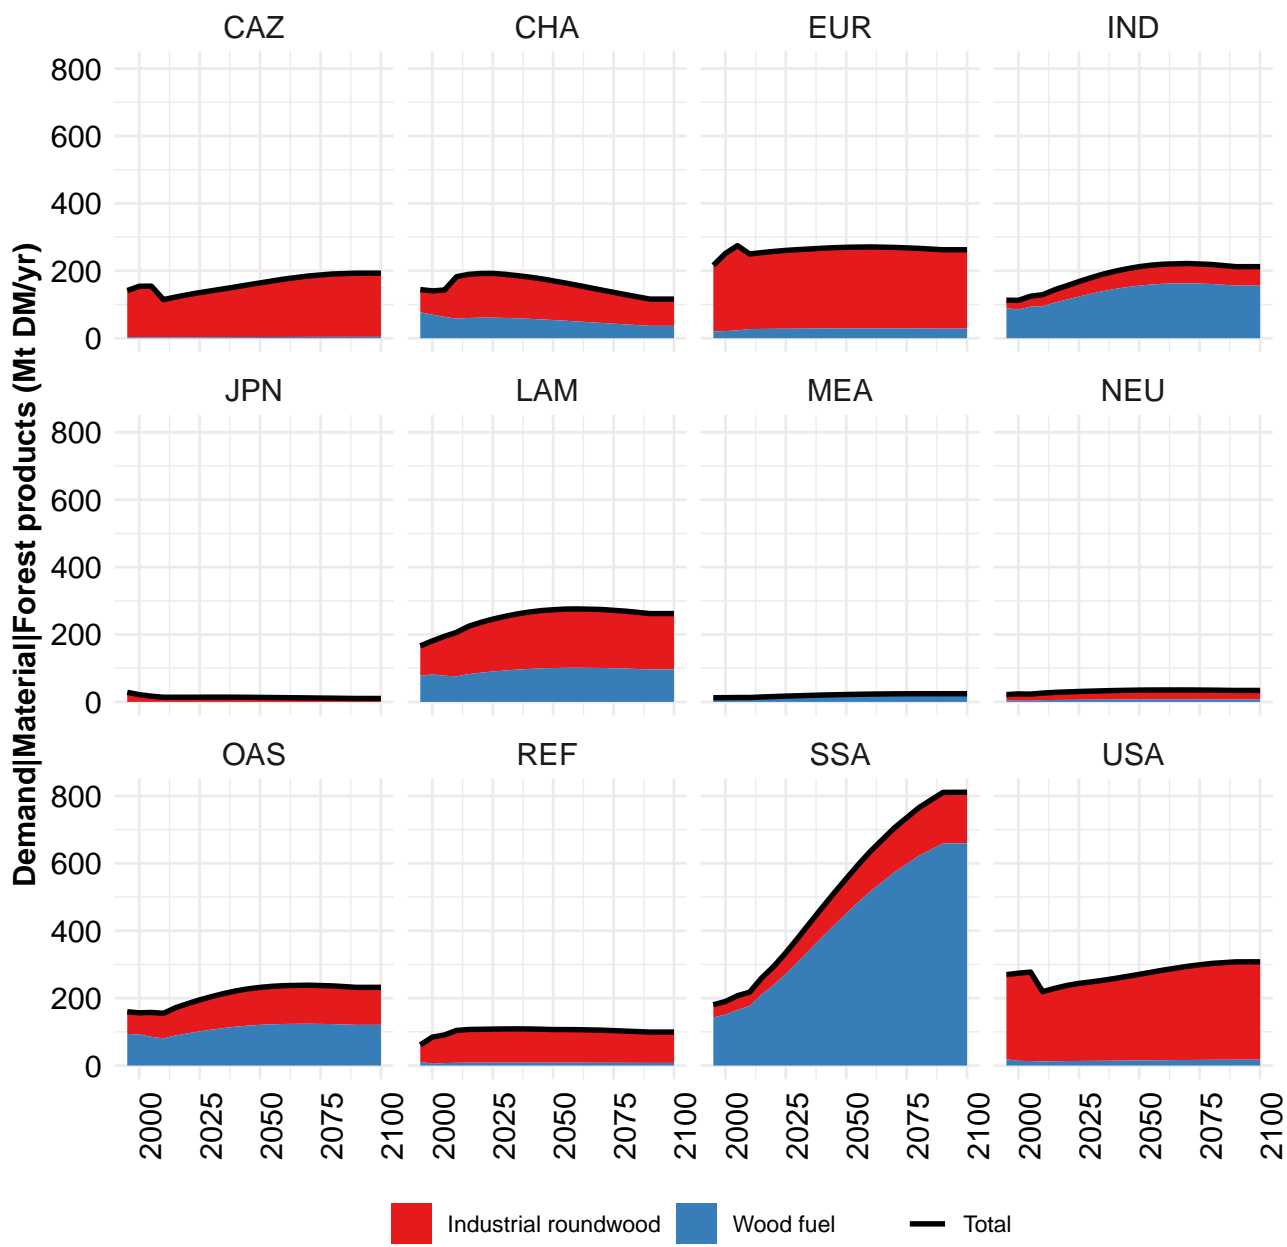 CAZ CHA EUR IND
800
600
400
200
0
JPN LAM MEA NEU
800
600
400
200
0
OAS REF SSA USA
800
600
400
200
0
Demand|Material|Forest products (Mt DM/yr)
2000 2025 2050 2075 2100 2000 2025 2050 2075 2100 2000 2025 2050 2075 2100 2000 2025 2050 2075 2100
Industrial roundwood Wood fuel Total